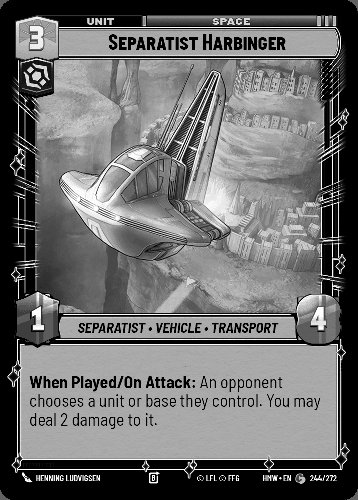 UNIT
SPACE
3
SEPARATIST HARBINGER
1
4
SEPARATIST • VEHICLE • TRANSPORT
When Played/On Attack: An opponent
chooses a unit or base they control. You may
deal 2 damage to it.
HENNING LUDVIGSEN
© LFL © FFG
HMW • EN
C
244/272